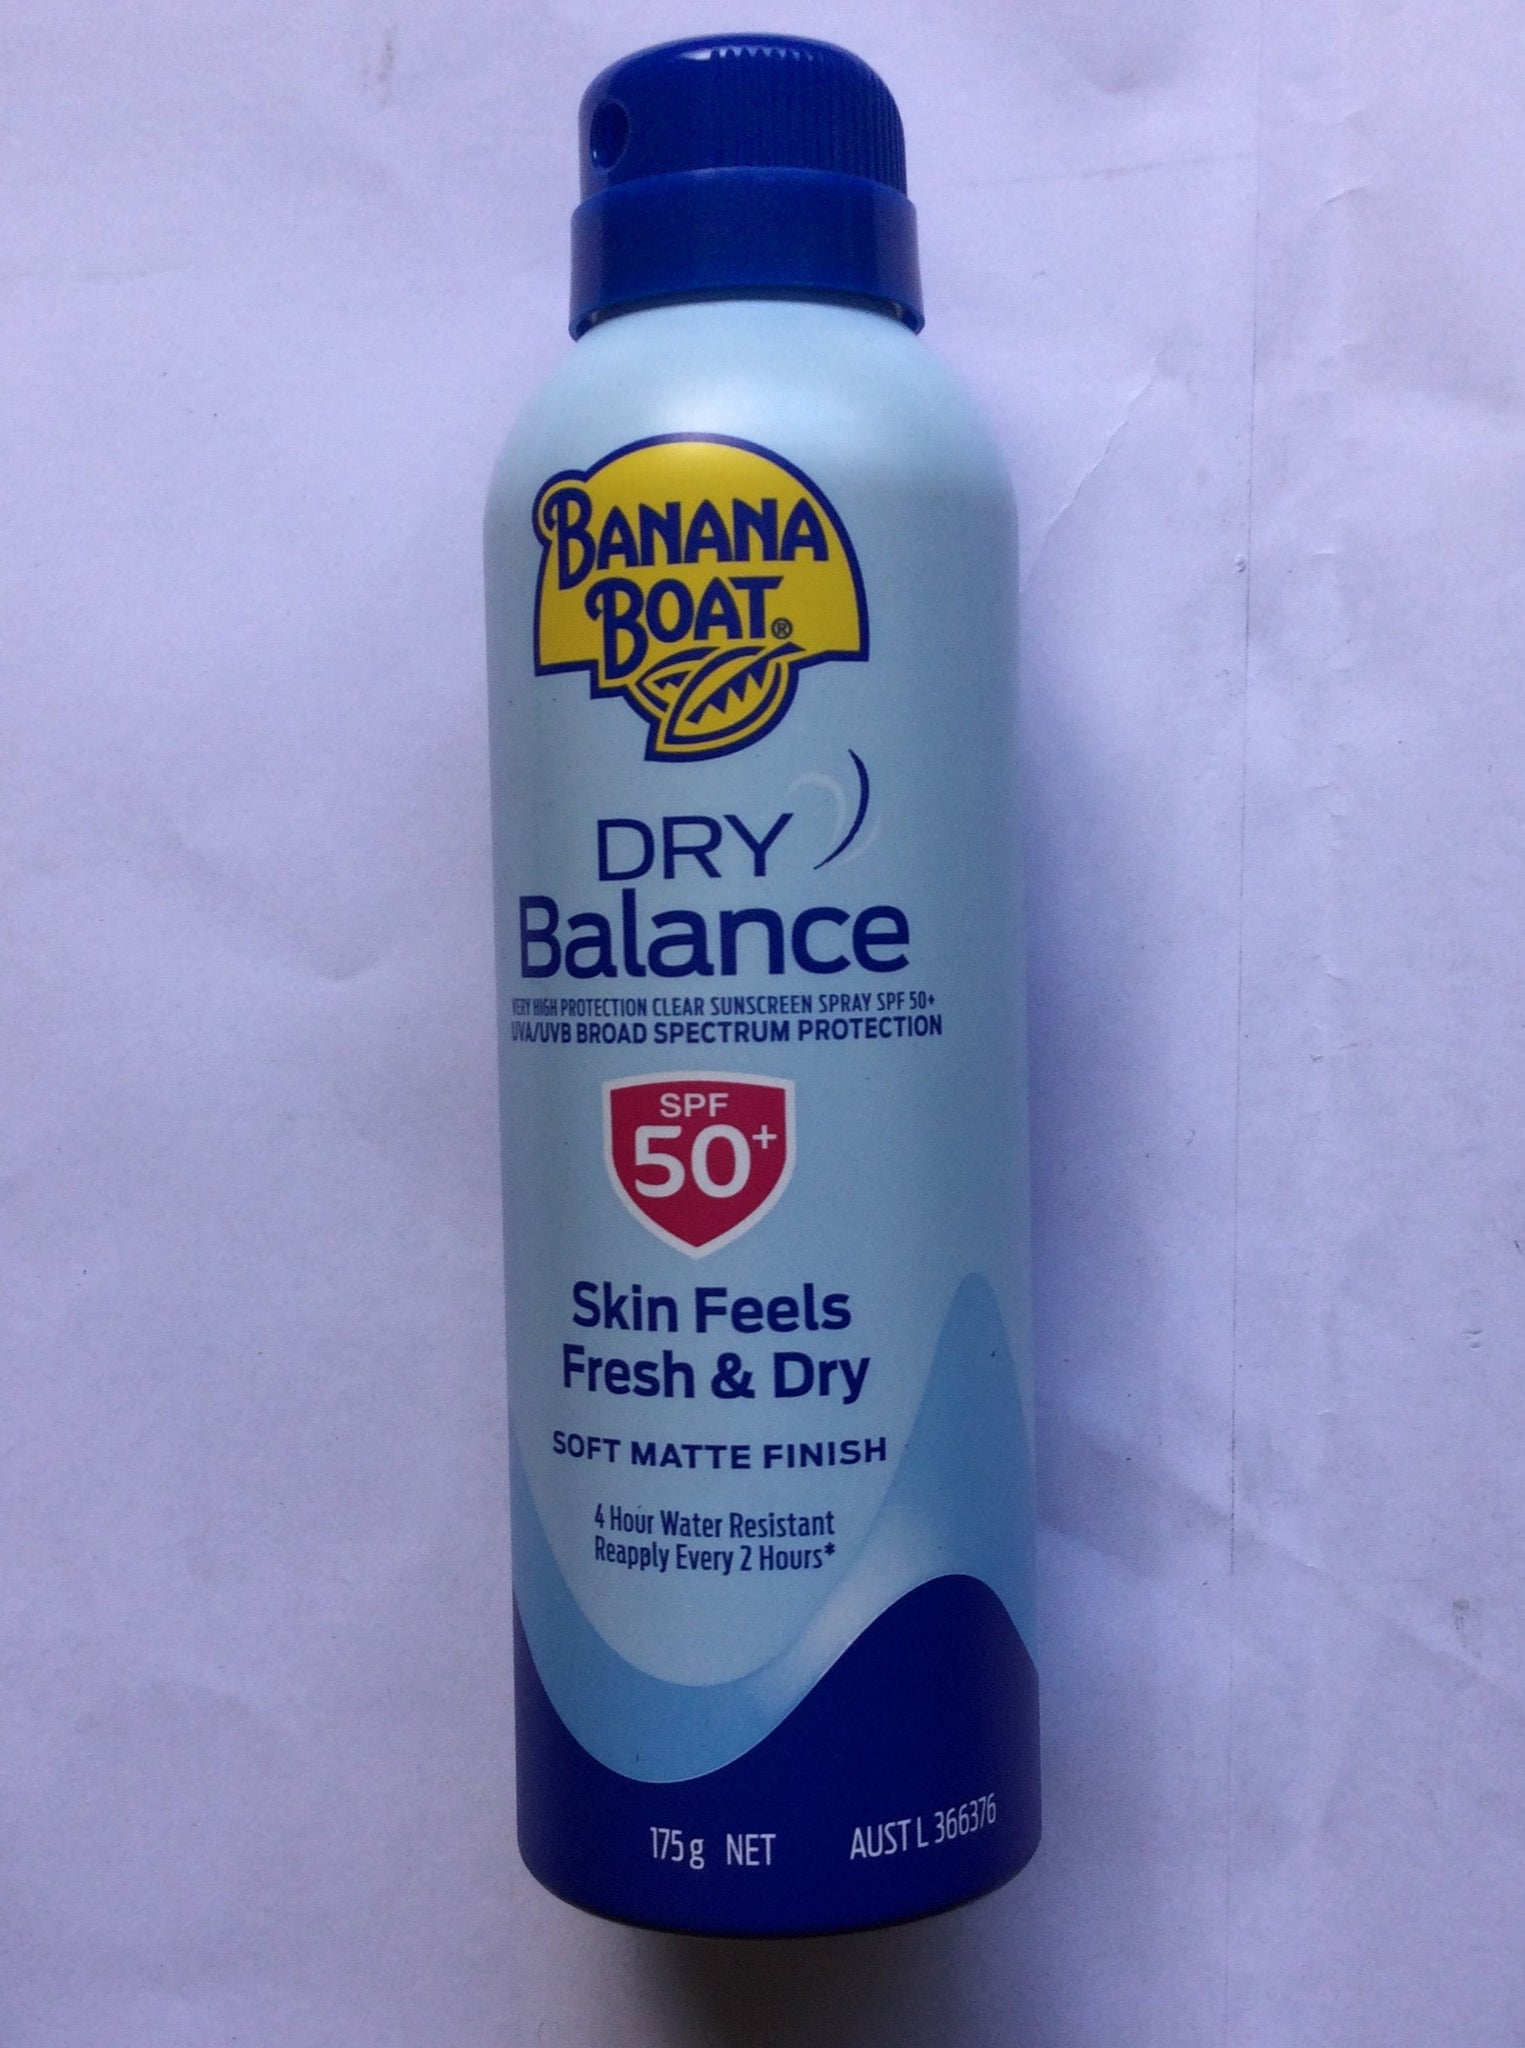 BANANA
BOAT®
DRY
Balance
VERY HIGH PROTECTION CLEAR SUNSCREEN SPRAY SPF 50+
UVA/UVB BROAD SPECTRUM PROTECTION
SPF
50+
Skin Feels
Fresh & Dry
SOFT MATTE FINISH
4 Hour Water Resistant
Reapply Every 2 Hours*
175g NET AUST L 366376